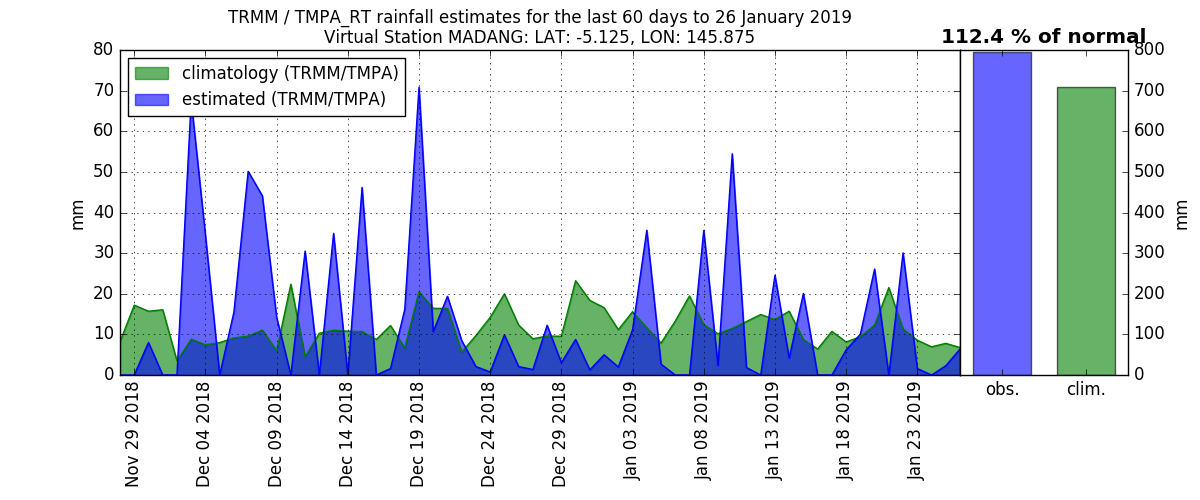 TRMM / TMPA_RT rainfall estimates for the last 60 days to 26 January 2019
Virtual Station MADANG: LAT: -5.125, LON: 145.875
112.4 % of normal
climatology (TRMM/TMPA)
estimated (TRMM/TMPA)
80
70
60
50
40
30
20
10
0
mm
800
700
600
500
400
300
200
100
0
mm
Nov 29 2018
Dec 04 2018
Dec 09 2018
Dec 14 2018
Dec 19 2018
Dec 24 2018
Dec 29 2018
Jan 03 2019
Jan 08 2019
Jan 13 2019
Jan 18 2019
Jan 23 2019
obs.
clim.